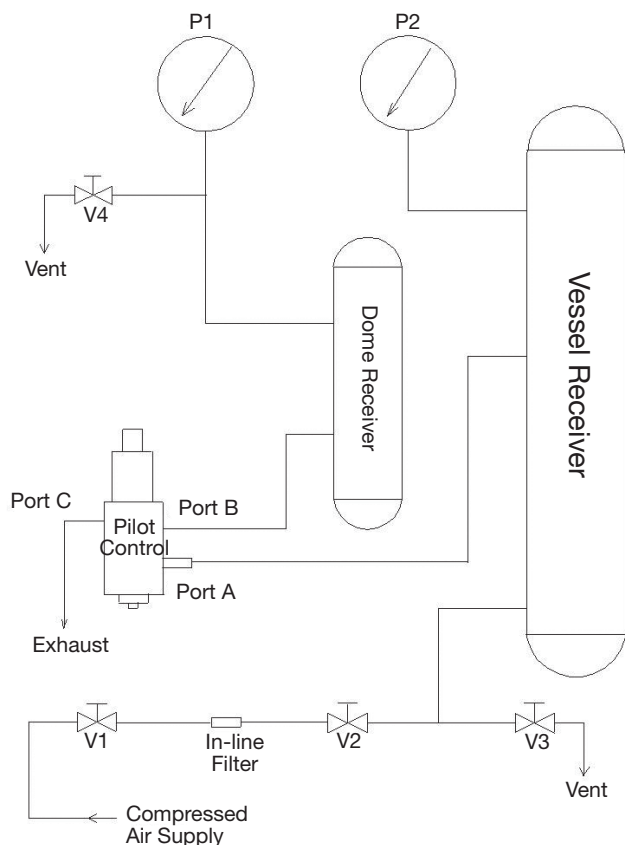 P1
P2
V4
Vent
Dome Receiver
Vessel Receiver
Port C
Port B
Pilot
Control
Port A
Exhaust
V1
In-line
Filter
V2
V3
Vent
Compressed
Air Supply